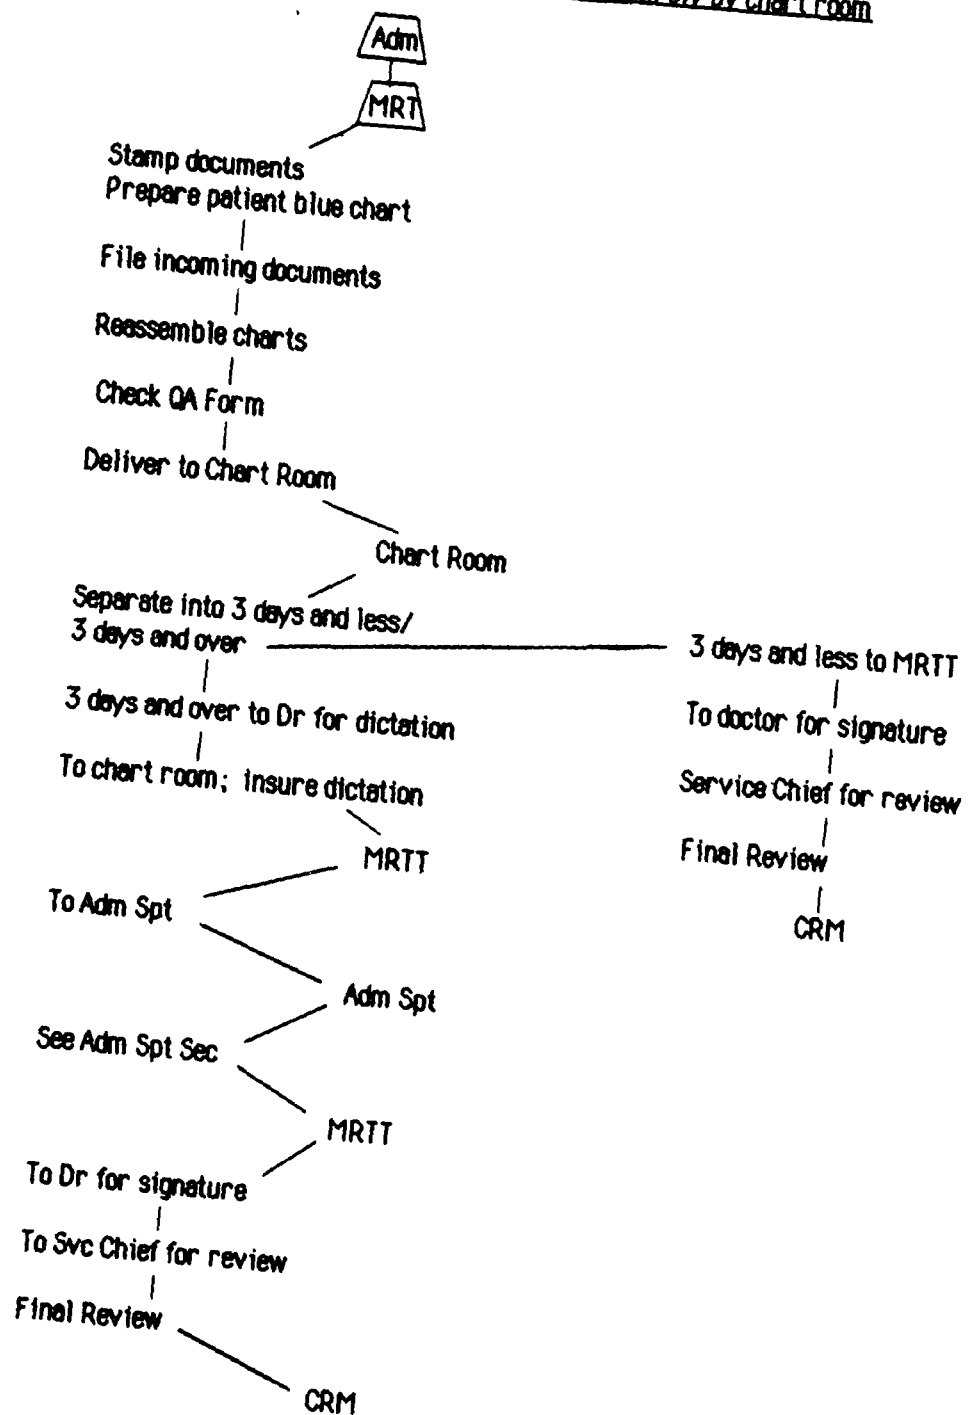 by chart room
Adm
MRT
Stamp documents
Prepare patient blue chart
File incoming documents
Reassemble charts
Check QA Form
Deliver to Chart Room
Chart Room
Separate into 3 days and less/
3 days and over
3 days and less to MRTT
3 days and over to Dr for dictation
To doctor for signature
To chart room; insure dictation
Service Chief for review
MRTT
Final Review
To Adm Spt
CRM
Adm Spt
See Adm Spt Sec
MRTT
To Dr for signature
To Svc Chief for review
Final Review
CRM